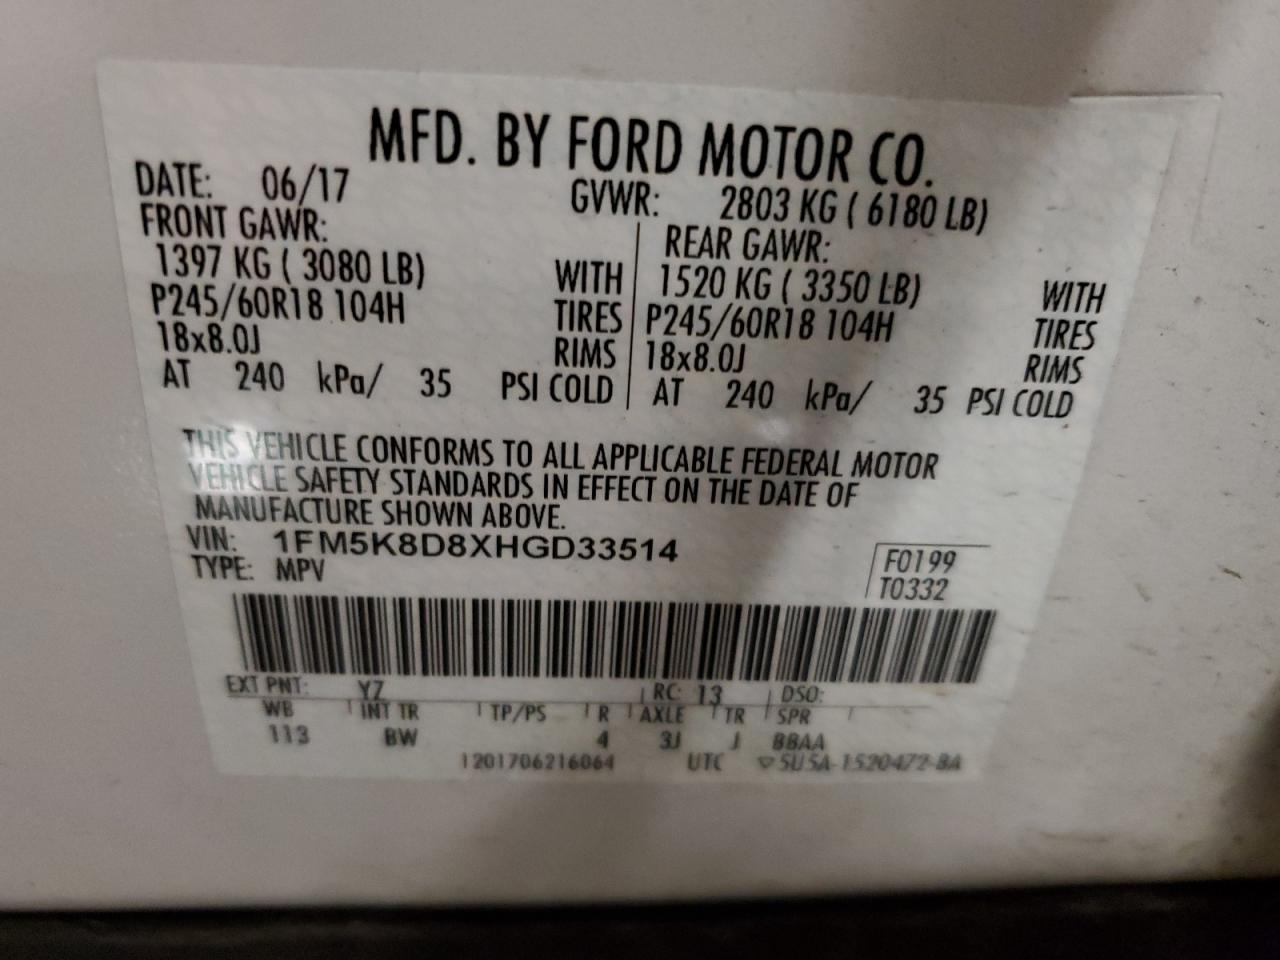 MFD. BY FORD MOTOR CO.
DATE: 06/17 GVWR: 2803 KG ( 6180 LB)
FRONT GAWR: REAR GAWR:
1397 KG ( 3080 LB) WITH 1520 KG ( 3350 LB) WITH
P245/60R18 104H TIRES P245/60R18 104H TIRES
18x8.0J RIMS 18x8.0J RIMS
AT 240 kPa/ 35 PSI COLD AT 240 kPa/ 35 PSI COLD
THIS VEHICLE CONFORMS TO ALL APPLICABLE FEDERAL MOTOR
VEHICLE SAFETY STANDARDS IN EFFECT ON THE DATE OF
MANUFACTURE SHOWN ABOVE.
VIN: 1FM5K8D8XHGD33514
TYPE: MPV
F0199
T0332
EXT PNT: YZ RC: 13 DSO:
WB INT TR TP/PS R AXLE TR SPR
113 BW 4 3J J BBAA
1201706216064 UTC ▽5U5A-1520472-BA